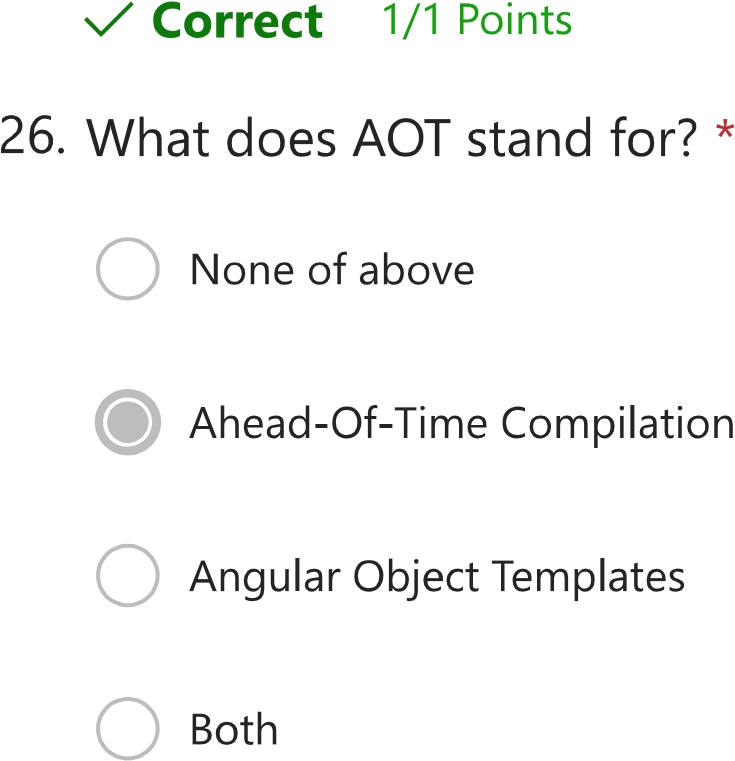 Correct 1/1 Points
26. What does AOT stand for? *
None of above
Ahead-Of-Time Compilation
Angular Object Templates
Both